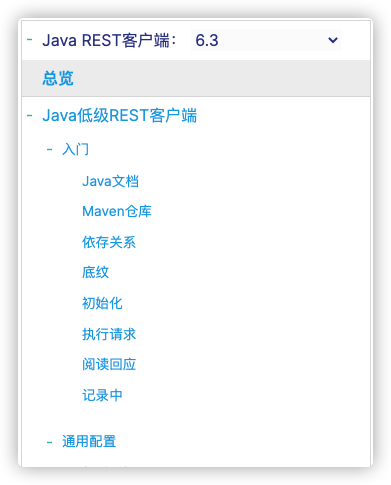 - Java REST客户端： 6.3
总览
- Java低级REST客户端
- 入门
Java文档
Maven仓库
依存关系
底纹
初始化
执行请求
阅读回应
记录中
- 通用配置